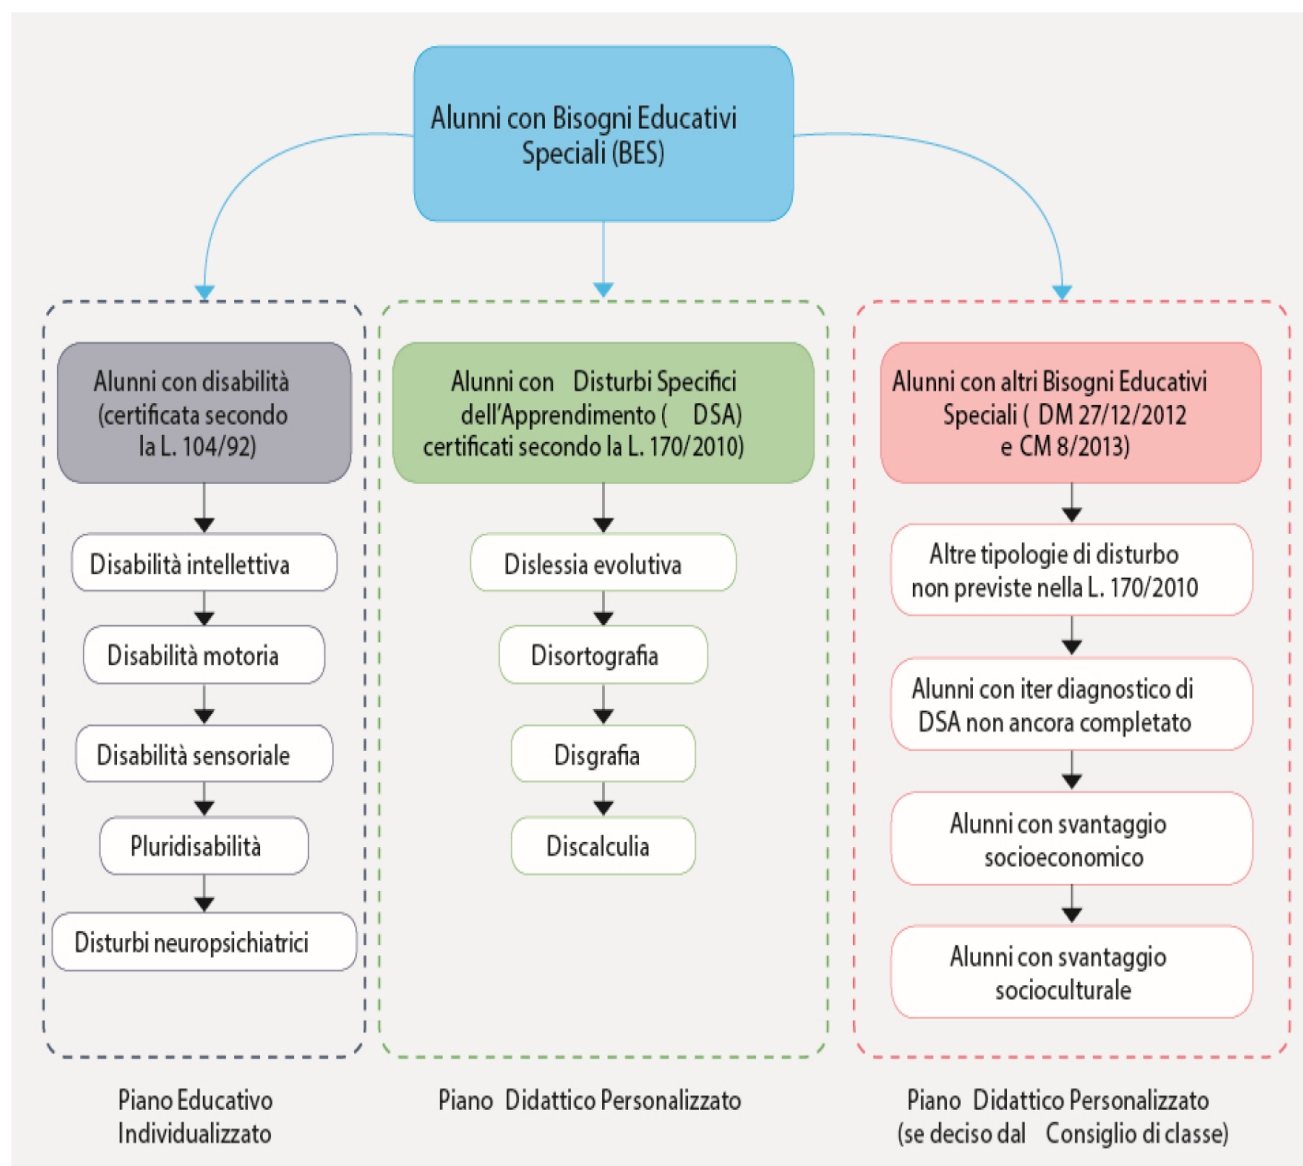 Alunni con Bisogni Educativi
Speciali (BES)
Alunni con disabilità
(certificata secondo
la L. 104/92)
Disabilità intellettiva
Disabilità motoria
Disabilità sensoriale
Pluridisabilità
Disturbi neuropsichiatrici
Piano Educativo
Individualizzato
Alunni con Disturbi Specifici
dell'Apprendimento ( DSA)
certificati secondo la L. 170/2010)
Dislessia evolutiva
Disortografia
Disgrafia
Discalculia
Piano Didattico Personalizzato
Alunni con altri Bisogni Educativi
Speciali ( DM 27/12/2012
e CM 8/2013)
Altre tipologie di disturbo
non previste nella L. 170/2010
Alunni con iter diagnostico di
DSA non ancora completato
Alunni con svantaggio
socioeconomico
Alunni con svantaggio
socioculturale
Piano Didattico Personalizzato
(se deciso dal Consiglio di classe)